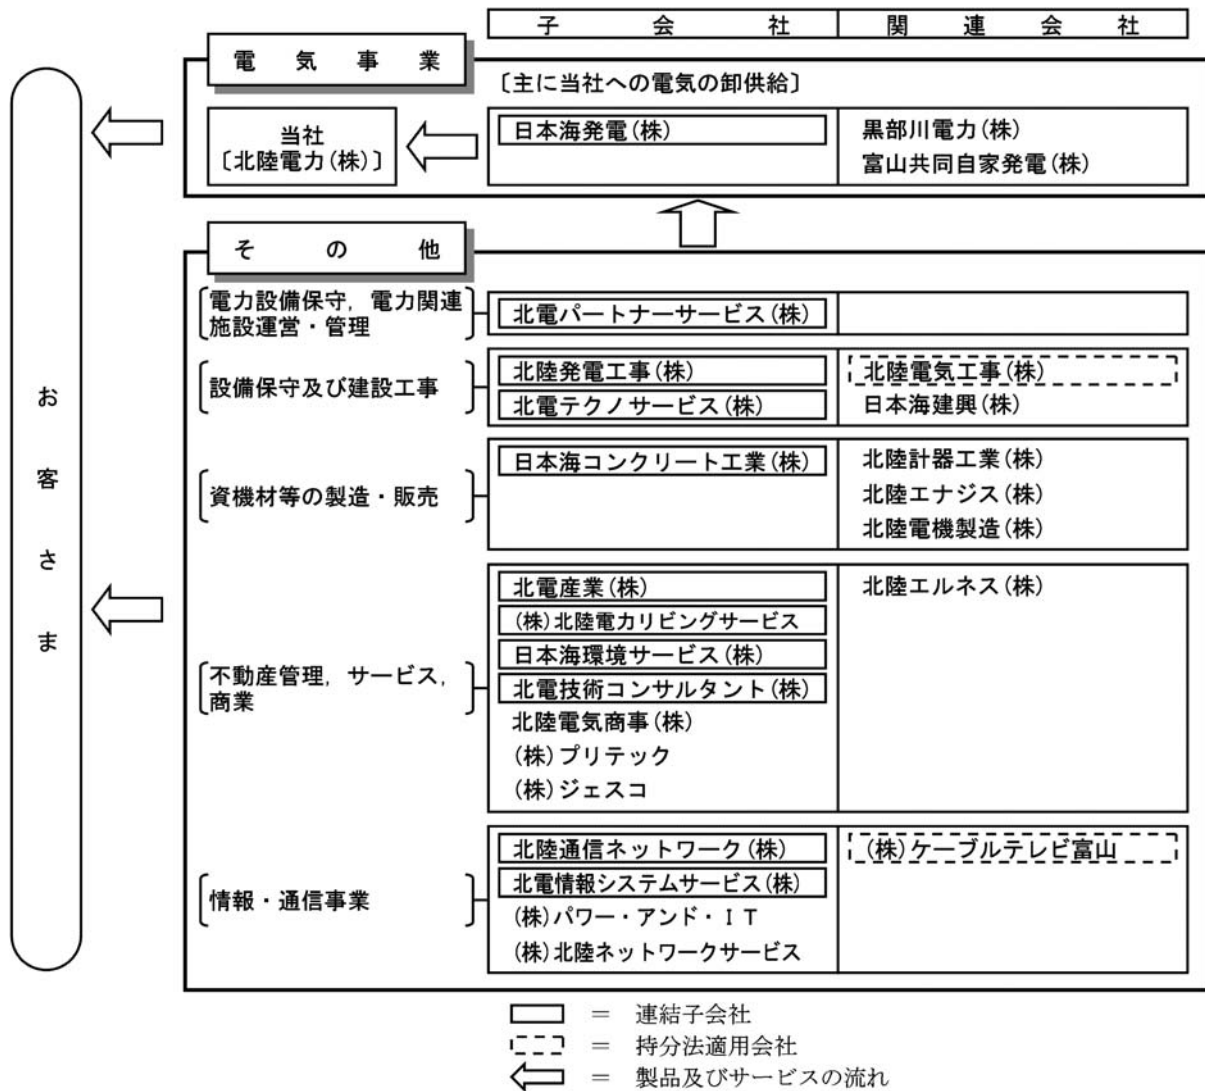 子会社 関連会社
電気事業
〔主に当社への電気の卸供給〕
当社
〔北陸電力(株)〕
日本海発電(株)
黒部川電力(株)
富山共同自家発電(株)
その他
電力設備保守，電力関連
施設運営・管理
北電パートナーサービス(株)
設備保守及び建設工事
北陸発電工事(株)
北電テクノサービス(株)
北陸電気工事(株)
日本海建興(株)
資機材等の製造・販売
日本海コンクリート工業(株)
北陸計器工業(株)
北陸エナジス(株)
北陸電機製造(株)
不動産管理，サービス，
商業
北電産業(株)
(株)北陸電力リビングサービス
日本海環境サービス(株)
北電技術コンサルタント(株)
北陸電気商事(株)
(株)プリテック
(株)ジェスコ
北陸エルネス(株)
情報・通信事業
北陸通信ネットワーク(株)
北電情報システムサービス(株)
(株)パワー・アンド・ＩＴ
(株)北陸ネットワークサービス
(株)ケーブルテレビ富山
お客さま
＝ 連結子会社
＝ 持分法適用会社
＝ 製品及びサービスの流れ